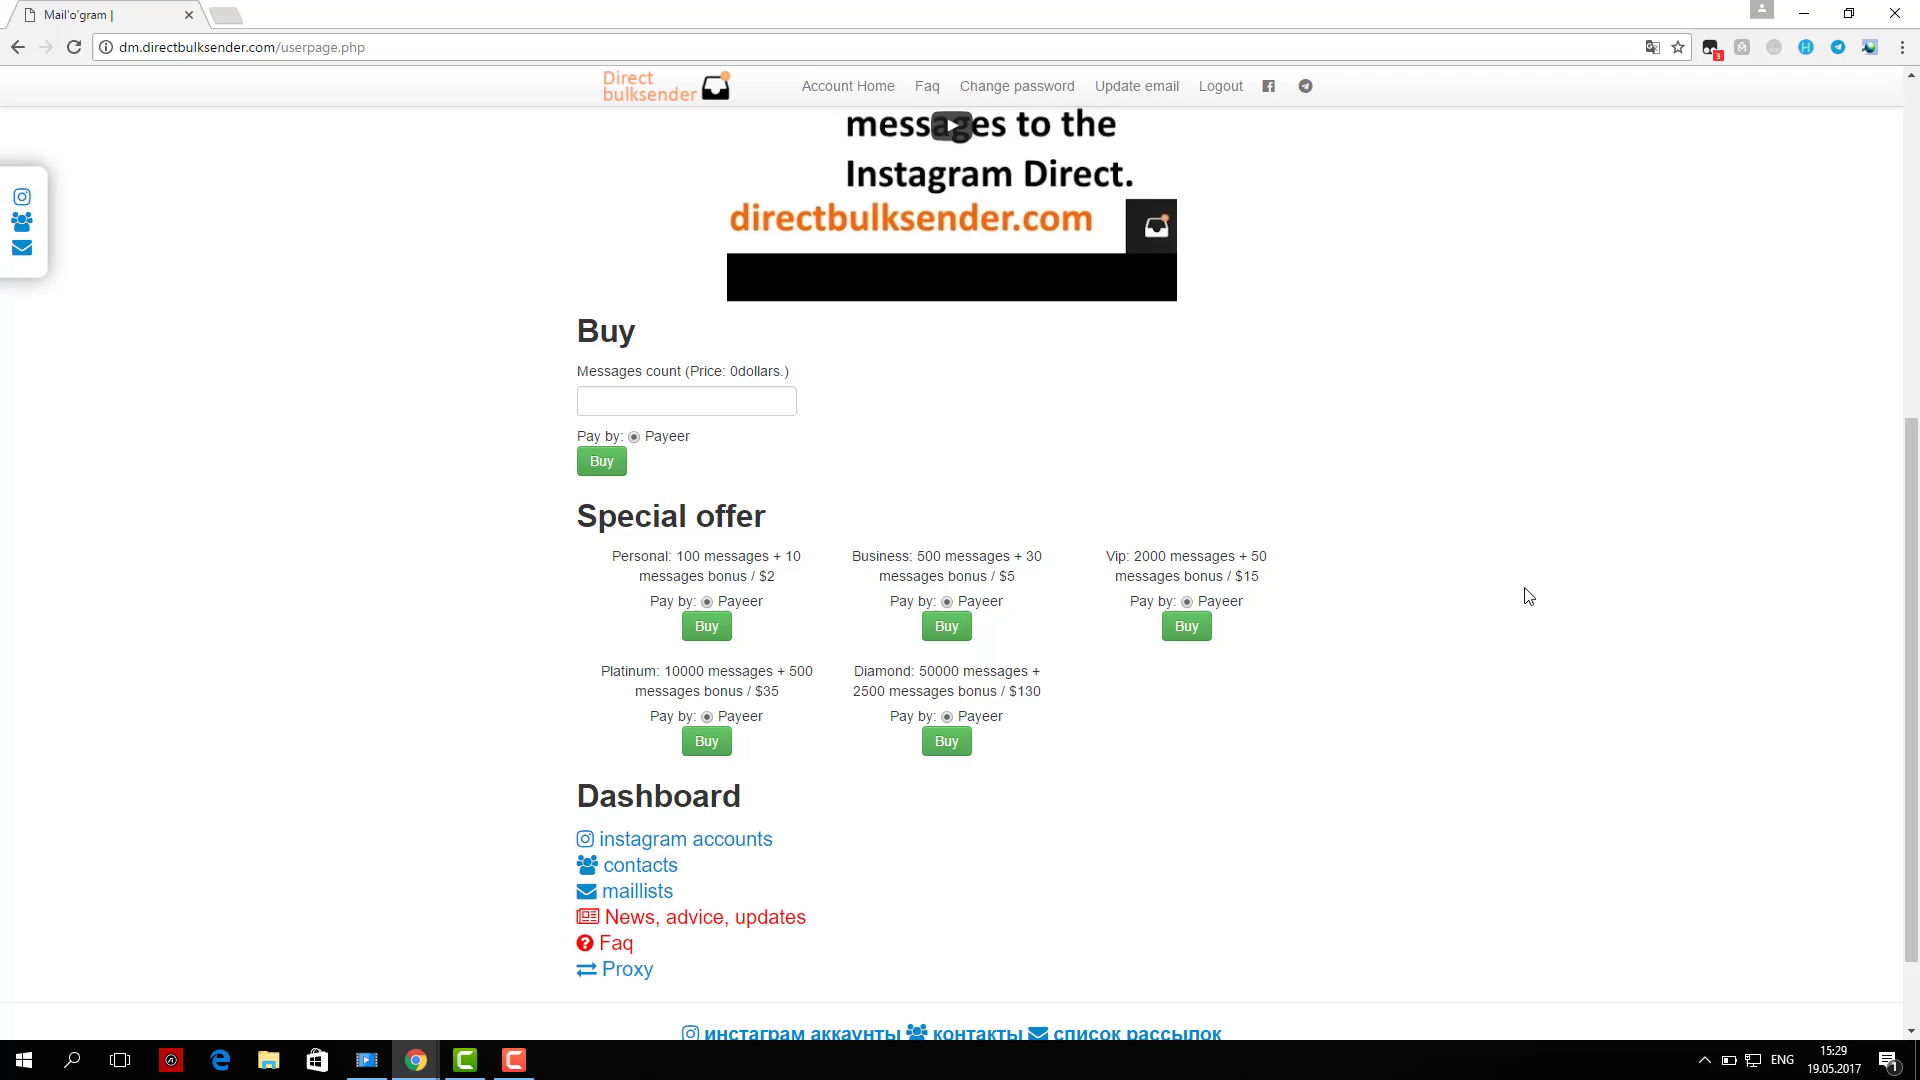 Mail'o'gram |
dm.directbulksender.com/userpage.php
3
Direct
bulksender
Account Home
Faq
Change password
Update email
Logout
messages to the
Instagram Direct.
directbulksender.com
Buy
Messages count (Price: 0dollars.)
Pay by: Payeer
Buy
Special offer
Personal: 100 messages + 10
messages bonus / $2
Pay by: Payeer
Buy
Business: 500 messages + 30
messages bonus / $5
Pay by: Payeer
Buy
Vip: 2000 messages + 50
messages bonus / $15
Pay by: Payeer
Buy
Platinum: 10000 messages + 500
messages bonus / $35
Pay by: Payeer
Buy
Diamond: 50000 messages +
2500 messages bonus / $130
Pay by: Payeer
Buy
Dashboard
instagram accounts
contacts
maillists
News, advice, updates
Faq
Proxy
инстаграм аккаунты контакты список рассылок
ENG
15:29
19.05.2017
1